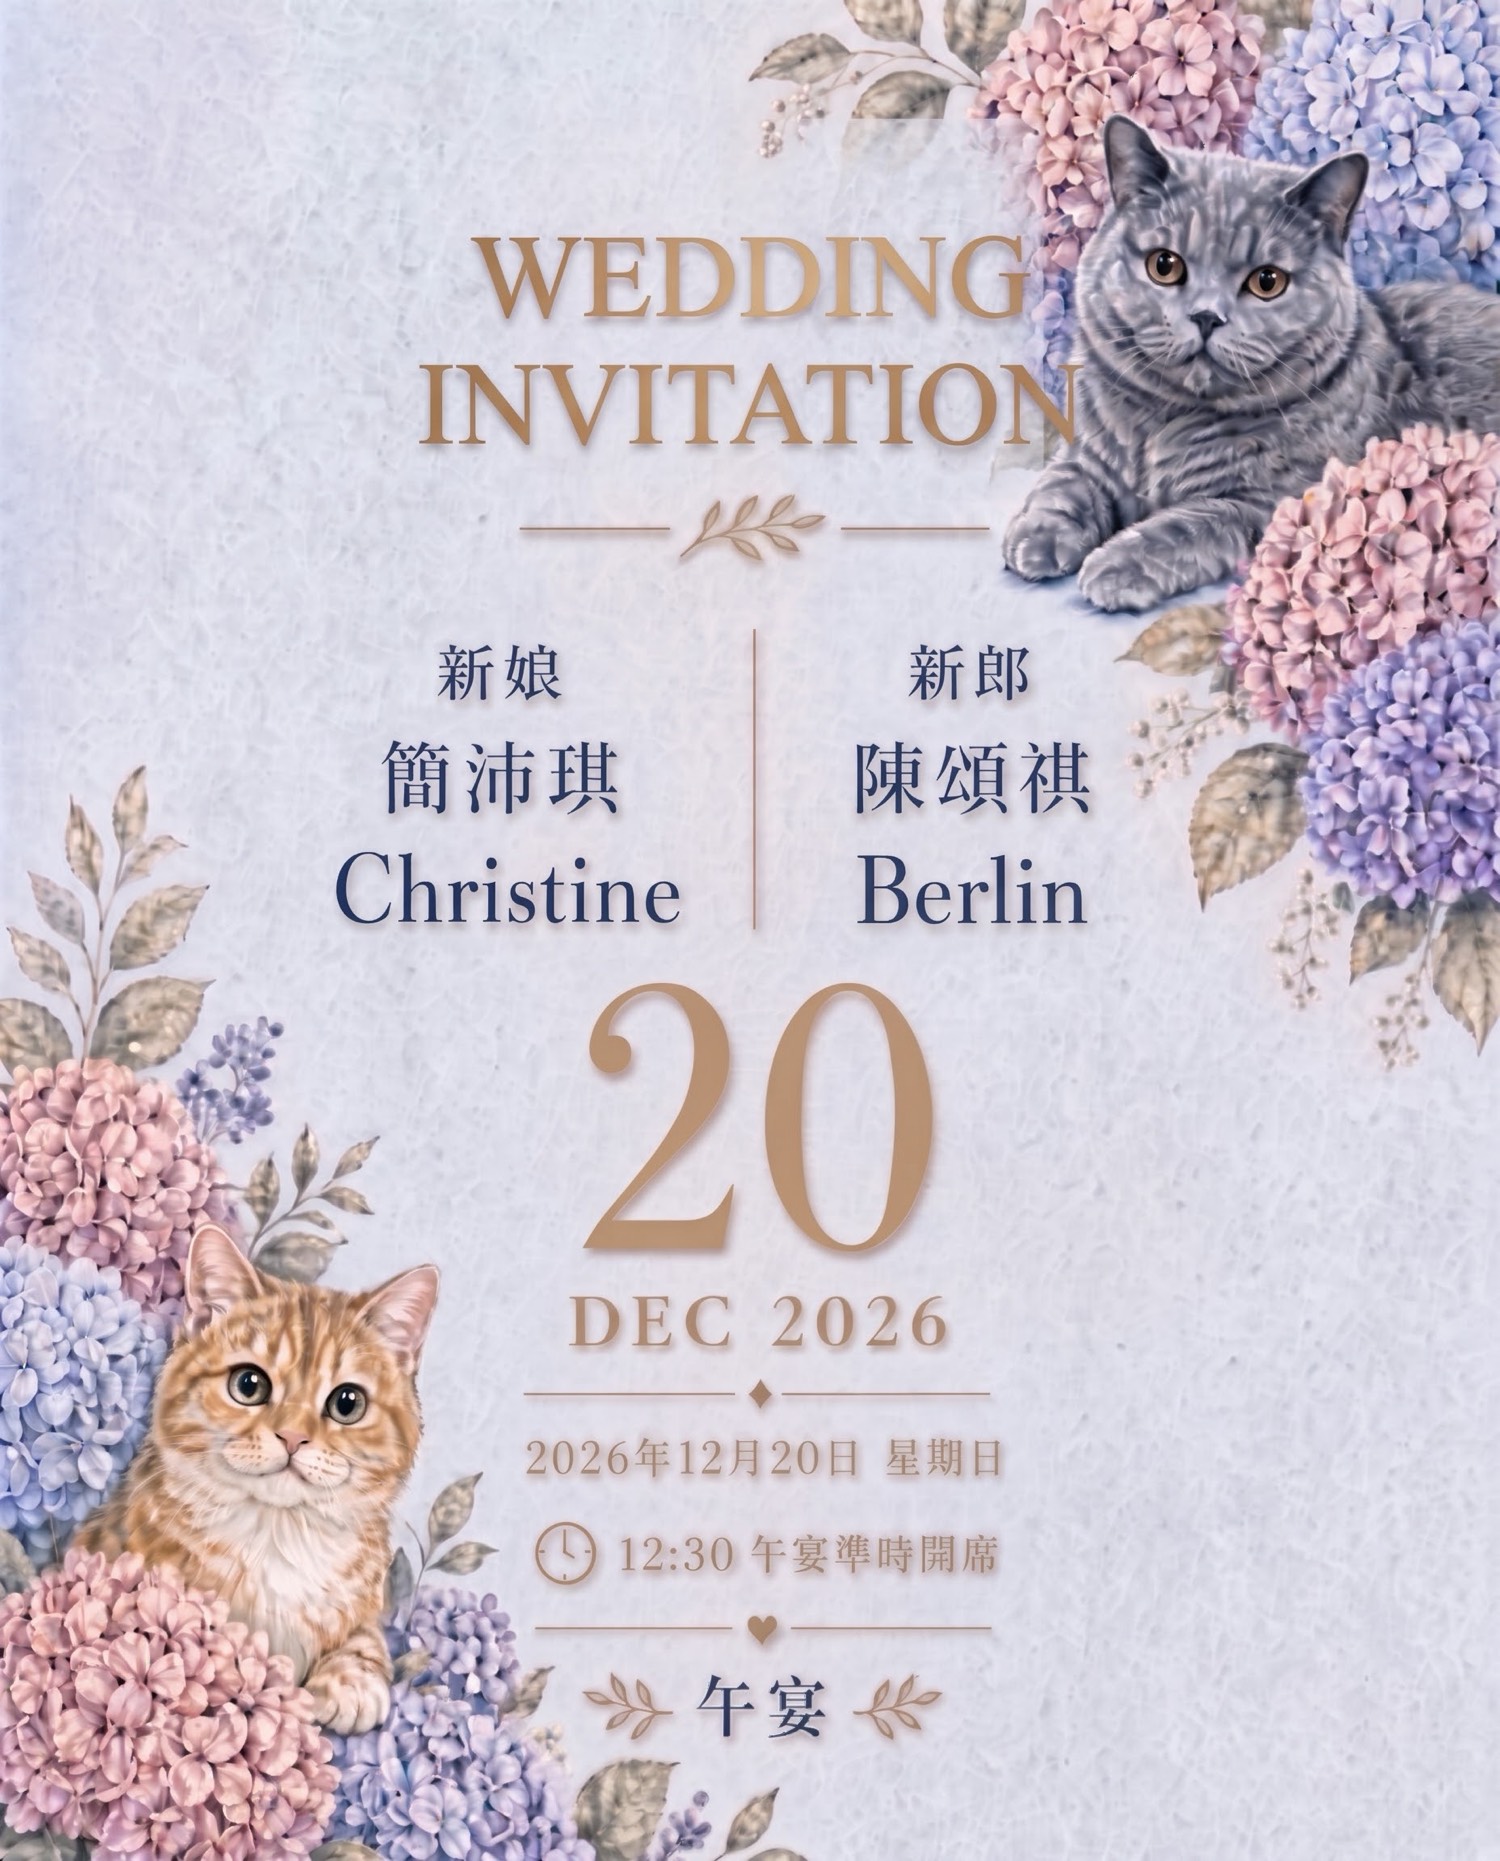 WEDDING
INVITATION
新娘
簡沛琪
Christine
新郎
陳頌祺
Berlin
20
DEC 2026
2026年12月20日 星期日
12:30 午宴準時開席
午宴